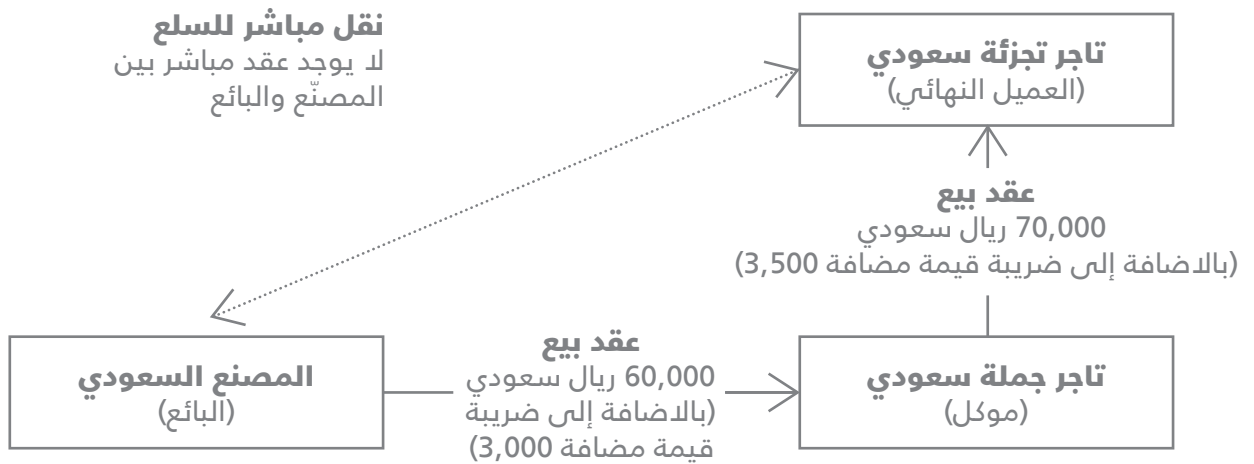 نقل مباشر للسلع
لا يوجد عقد مباشر بين
المصنّع والبائع
تاجر تجزئة سعودي
(العميل النهائي)
عقد بيع
70,000 ريال سعودي
(بالاضافة إلى ضريبة قيمة مضافة 3,500)
المصنع السعودي
(البائع)
عقد بيع
60,000 ريال سعودي
(بالاضافة إلى ضريبة
قيمة مضافة 3,000)
تاجر جملة سعودي
(موكل)